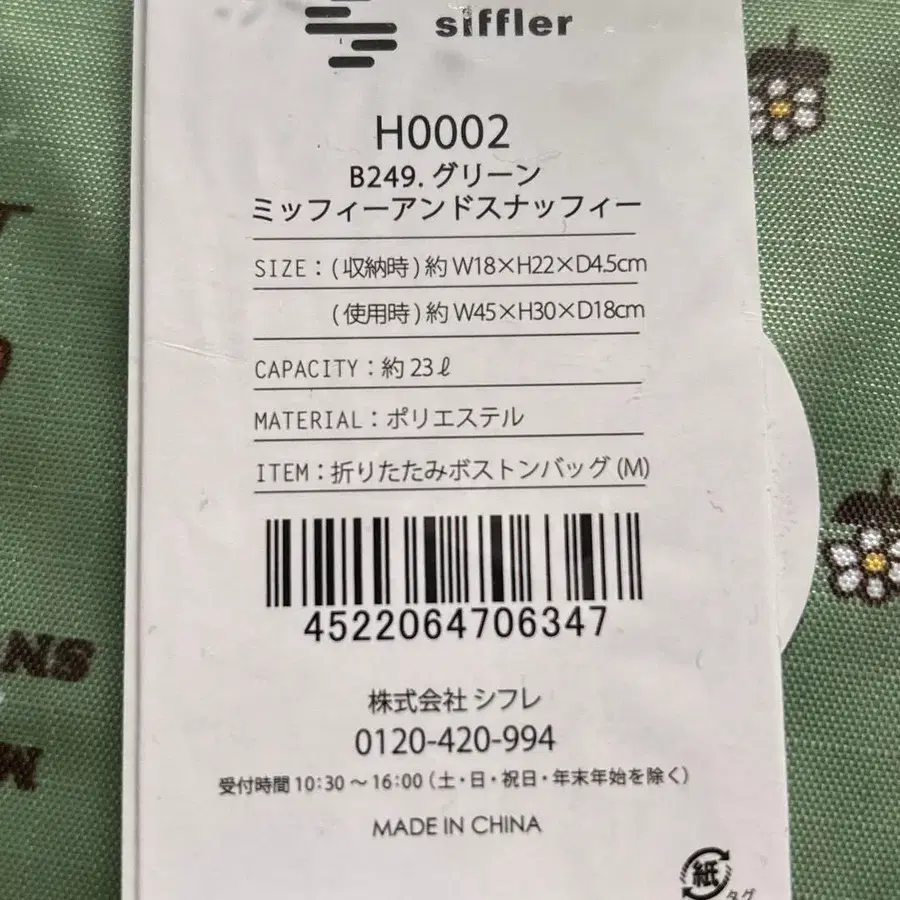 siffler
H0002
B249. グリーン
ミッフィーアンドスナッフィー
SIZE : ( 収納時 ) 約 W18×H22×D4.5cm
( 使用時 ) 約 W45×H30×D18cm
CAPACITY : 約 23ℓ
MATERIAL : ポリエステル
ITEM : 折りたたみボストンバッグ (M)
4522064706347
株式会社 シフレ
0120-420-994
受付時間 10:30 ～ 16:00 ( 土・日・祝日・年末年始を除く )
MADE IN CHINA
紙
タグ
NS